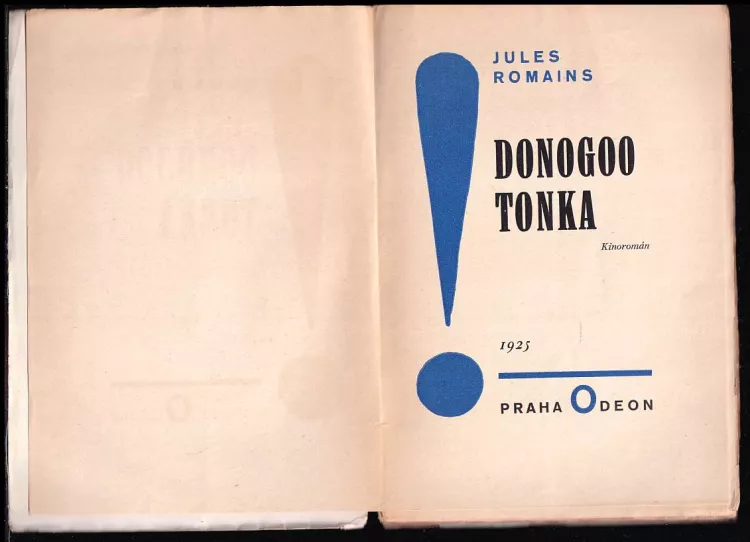 JULES
ROMAINS
DONOGOO
TONKA
Kinoromán
1925
PRAHA ODEON